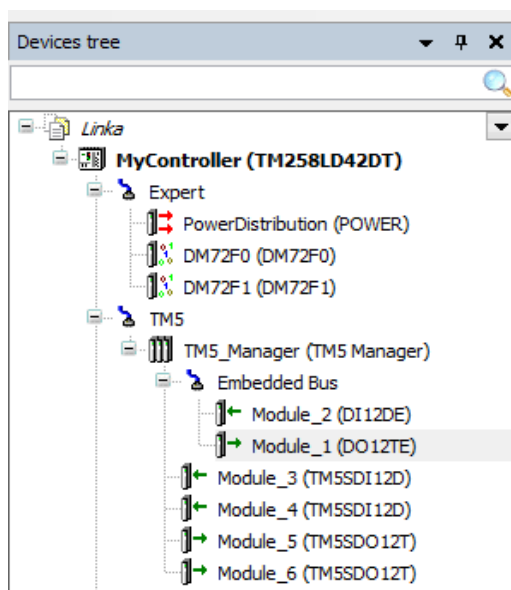 Devices tree
Linka
MyController (TM258LD42DT)
Expert
PowerDistribution (POWER)
DM72F0 (DM72F0)
DM72F1 (DM72F1)
TM5
TM5_Manager (TM5 Manager)
Embedded Bus
Module_2 (DI12DE)
Module_1 (DO12TE)
Module_3 (TM5SDI12D)
Module_4 (TM5SDI12D)
Module_5 (TM5SDO12T)
Module_6 (TM5SDO12T)